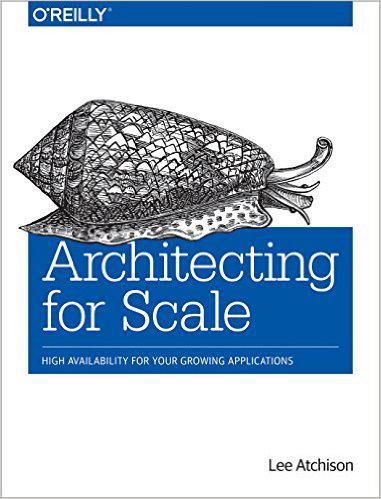 O'REILLY®
Architecting
for Scale
HIGH AVAILABILITY FOR YOUR GROWING APPLICATIONS
Lee Atchison